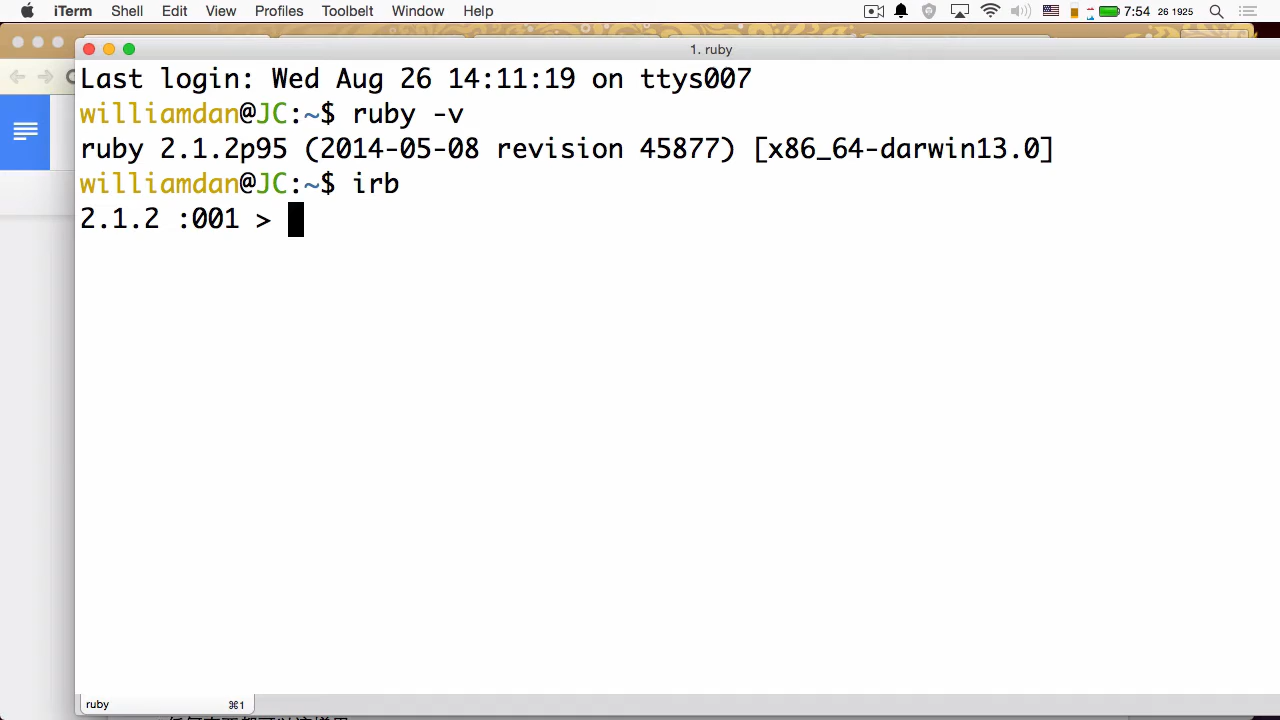 iTerm Shell Edit View Profiles Toolbelt Window Help 7:54 26 1925
1. ruby
Last login: Wed Aug 26 14:11:19 on ttys007
williamdan@JC:~$ ruby -v
ruby 2.1.2p95 (2014-05-08 revision 45877) [x86_64-darwin13.0]
williamdan@JC:~$ irb
2.1.2 :001 >
ruby ⌘1